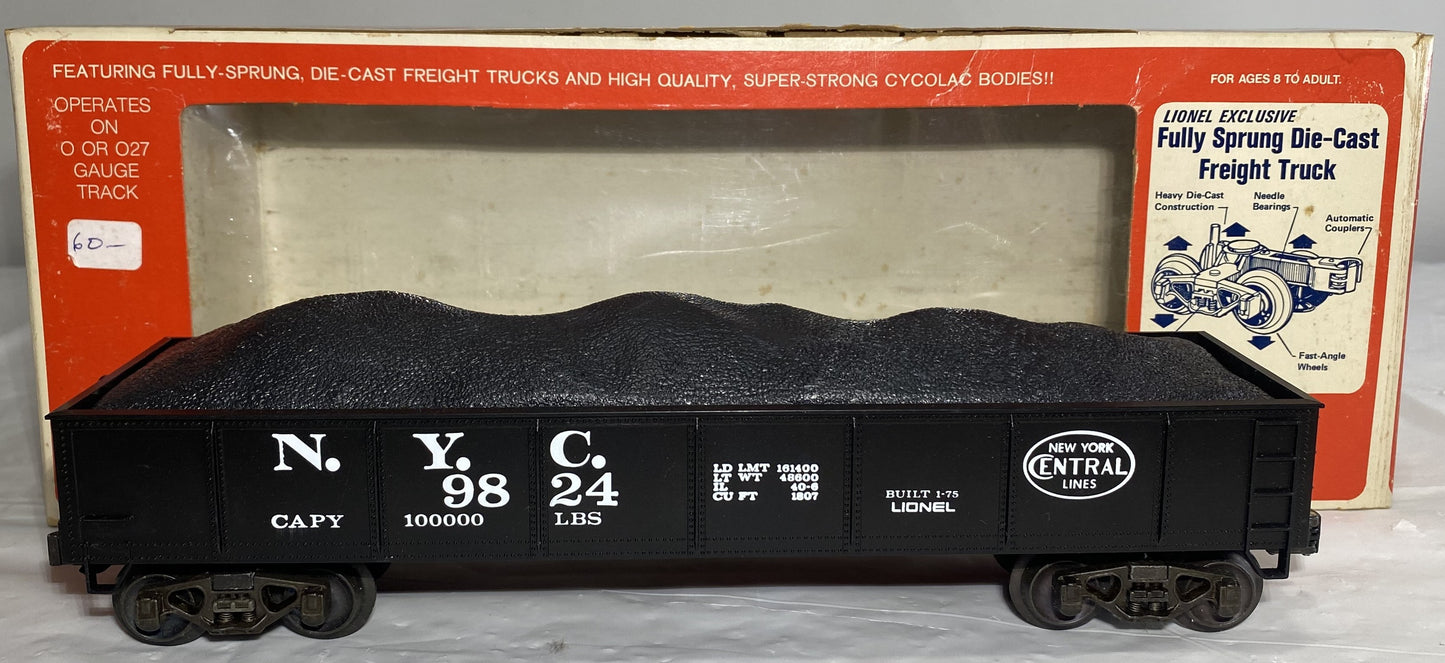 FEATURING FULLY-SPRUNG, DIE-CAST FREIGHT TRUCKS AND HIGH QUALITY, SUPER-STRONG CYCOLAC BODIES!!
FOR AGES 8 TO ADULT.
OPERATES
ON
O OR O27
GAUGE
TRACK
60—
LIONEL EXCLUSIVE
Fully Sprung Die-Cast
Freight Truck
Heavy Die-Cast
Construction
Needle
Bearings
Automatic
Couplers
Fast-Angle
Wheels
N. Y. C.
9824
CAPY 100000 LBS
LD LMT 161400
LT WT 48600
IL 40-6
CU FT 1807
BUILT 1-75
LIONEL
NEW YORK
CENTRAL
LINES